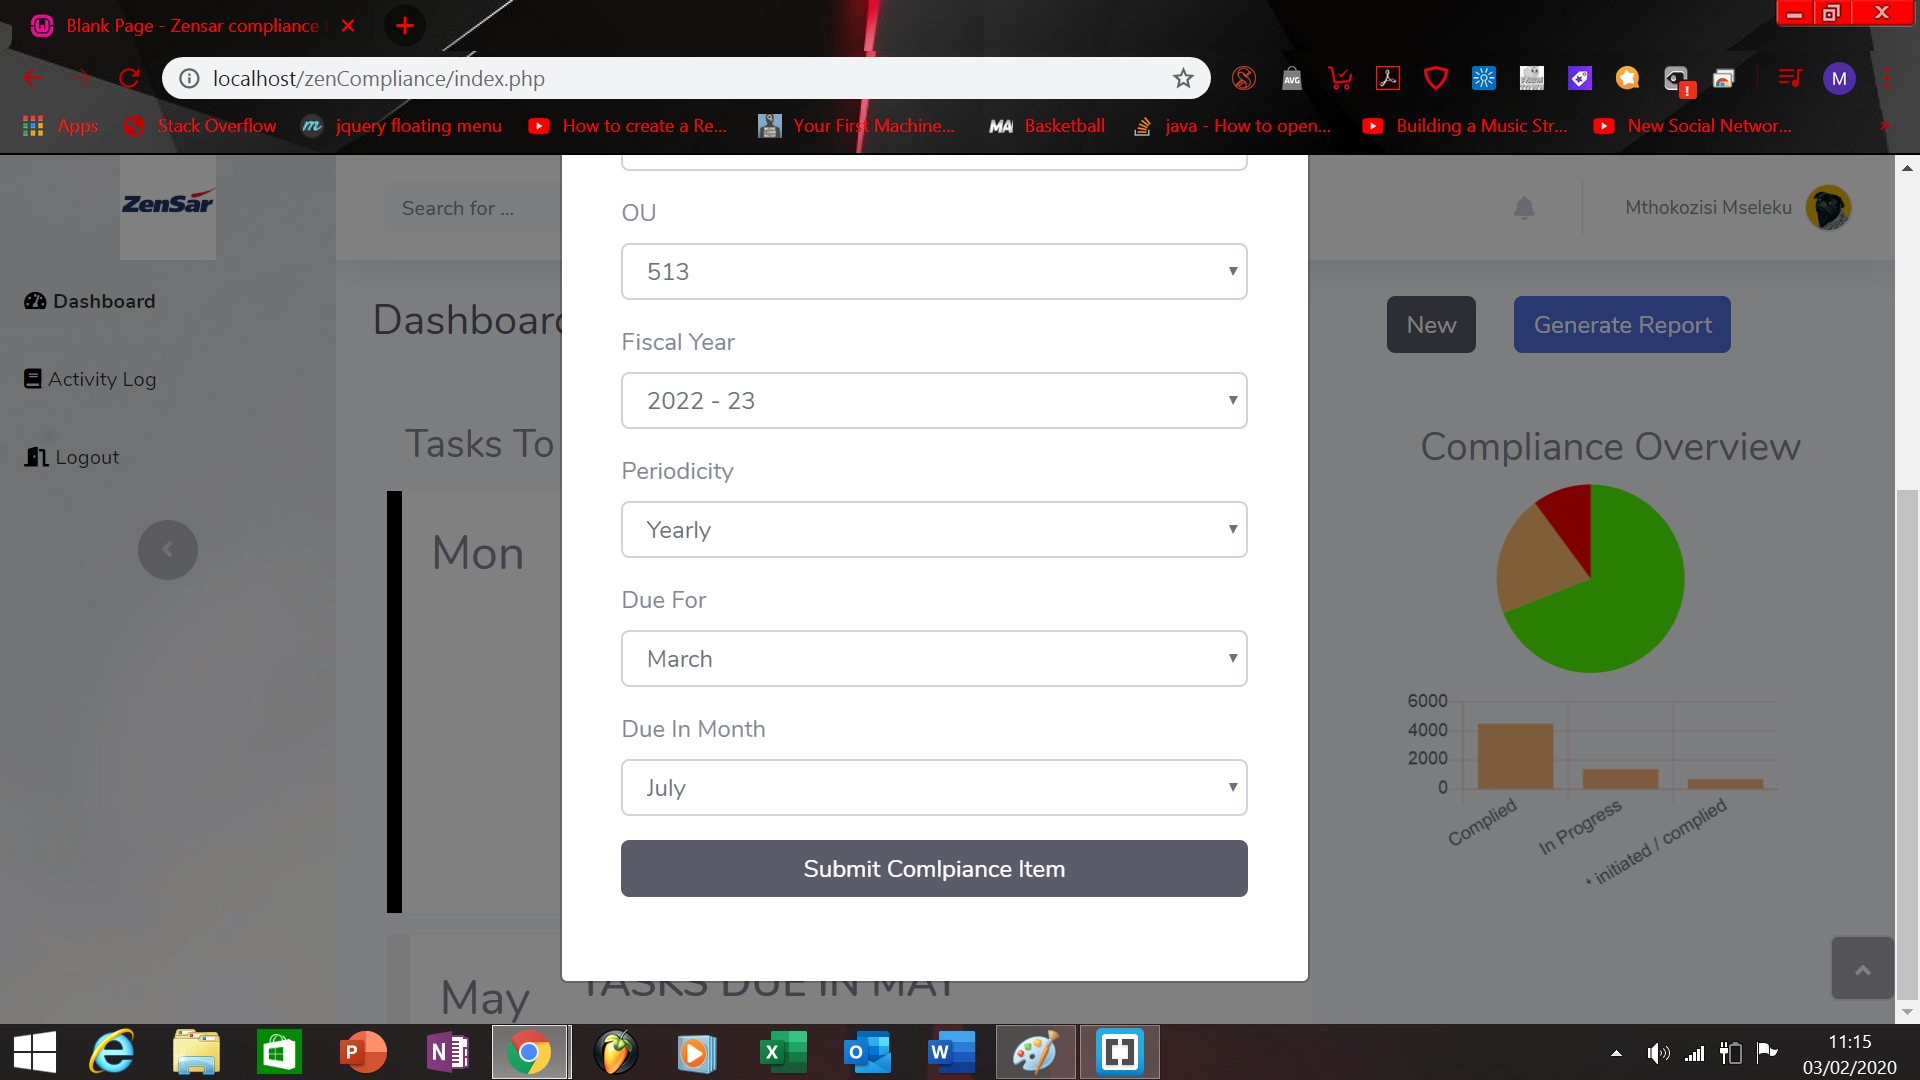 Blank Page - Zensar compliance
localhost/zenCompliance/index.php
M
Apps
Stack Overflow
jquery floating menu
How to create a Re...
Your First Machine...
MA Basketball
java - How to open...
Building a Music Str...
New Social Networ...
»
ZenSar
Search for ...
Mthokozisi Mseleku
OU
513
Dashboard
Activity Log
Logout
New
Generate Report
Fiscal Year
2022 - 23
Tasks To
Compliance Overview
Periodicity
Yearly
Mon
Due For
March
Due In Month
July
Submit Comlpiance Item
6000
4000
2000
0
Complied
In Progress
initiated / complied
May
TASKS DUE IN MAY
11:15
03/02/2020